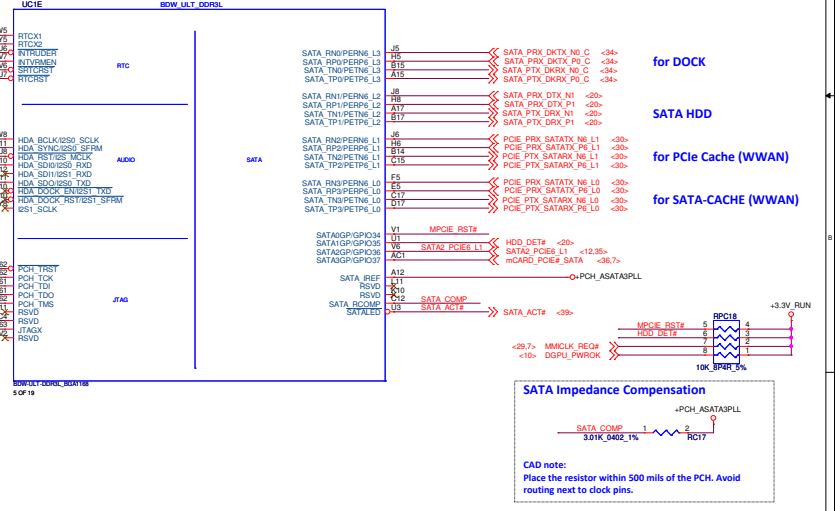 UC1E
BDW_ULT_DDR3L
RTCX1
RTCX2
INTRUDER
INTVRMEN
SRTCRST
RTCRST
RTC
SATA_RN0/PERN6_L3 J5 SATA_PRX_DKTX_N0_C <34>
SATA_RP0/PERP6_L3 H5 SATA_PRX_DKTX_P0_C <34>
SATA_TN0/PETN6_L3 B15 SATA_PTX_DKRX_N0_C <34>
SATA_TP0/PETP6_L3 A15 SATA_PTX_DKRX_P0_C <34>
for DOCK
SATA_RN1/PERN6_L2 J8 SATA_PRX_DTX_N1 <20>
SATA_RP1/PERP6_L2 H8 SATA_PRX_DTX_P1 <20>
SATA_TN1/PETN6_L2 A17 SATA_PTX_DRX_N1 <20>
SATA_TP1/PETP6_L2 B17 SATA_PTX_DRX_P1 <20>
SATA HDD
HDA_BCLK/I2S0_SCLK
HDA_SYNC/I2S0_SFRM
HDA_RST/I2S_MCLK
HDA_SDI0/I2S0_RXD
HDA_SDI1/I2S1_RXD
HDA_SDO/I2S0_TXD
HDA_DOCK_EN/I2S1_TXD
HDA_DOCK_RST/I2S1_SFRM
I2S1_SCLK
AUDIO
SATA
SATA_RN2/PERN6_L1 J6 PCIE_PRX_SATATX_N6_L1 <30>
SATA_RP2/PERP6_L1 H6 PCIE_PRX_SATATX_P6_L1 <30>
SATA_TN2/PETN6_L1 B14 PCIE_PTX_SATARX_N6_L1 <30>
SATA_TP2/PETP6_L1 C15 PCIE_PTX_SATARX_P6_L1 <30>
for PCIe Cache (WWAN)
SATA_RN3/PERN6_L0 F5 PCIE_PRX_SATATX_N6_L0 <30>
SATA_RP3/PERP6_L0 E5 PCIE_PRX_SATATX_P6_L0 <30>
SATA_TN3/PETN6_L0 C17 PCIE_PTX_SATARX_N6_L0 <30>
SATA_TP3/PETP6_L0 D17 PCIE_PTX_SATARX_P6_L0 <30>
for SATA-CACHE (WWAN)
SATA0GP/GPIO34 V1 MPCIE_RST#
SATA1GP/GPIO35 U1 HDD_DET# <20>
SATA2GP/GPIO36 V6 SATA2_PCIE6_L1 SATA2_PCIE6_L1 <12,35>
SATA3GP/GPIO37 AC1 mCARD_PCIE#_SATA <36,7>
B
PCH_TRST
PCH_TCK
PCH_TDI
PCH_TDO
PCH_TMS
RSVD
RSVD
JTAGX
RSVD
JTAG
SATA_IREF A12 +PCH_ASATA3PLL
RSVD L11
RSVD K10
SATA_RCOMP C12 SATA_COMP
SATALED U3 SATA_ACT# SATA_ACT# <39>
BDW-ULT-DDR3L_BGA1168
5 OF 19
+3.3V_RUN
RPC18
MPCIE_RST# 5 4
HDD_DET# 6 3
<29,7> MMICLK_REQ# 7 2
<10> DGPU_PWROK 8 1
10K_8P4R_5%
SATA Impedance Compensation
+PCH_ASATA3PLL
SATA_COMP 1 2
3.01K_0402_1% RC17
CAD note:
Place the resistor within 500 mils of the PCH. Avoid
routing next to clock pins.